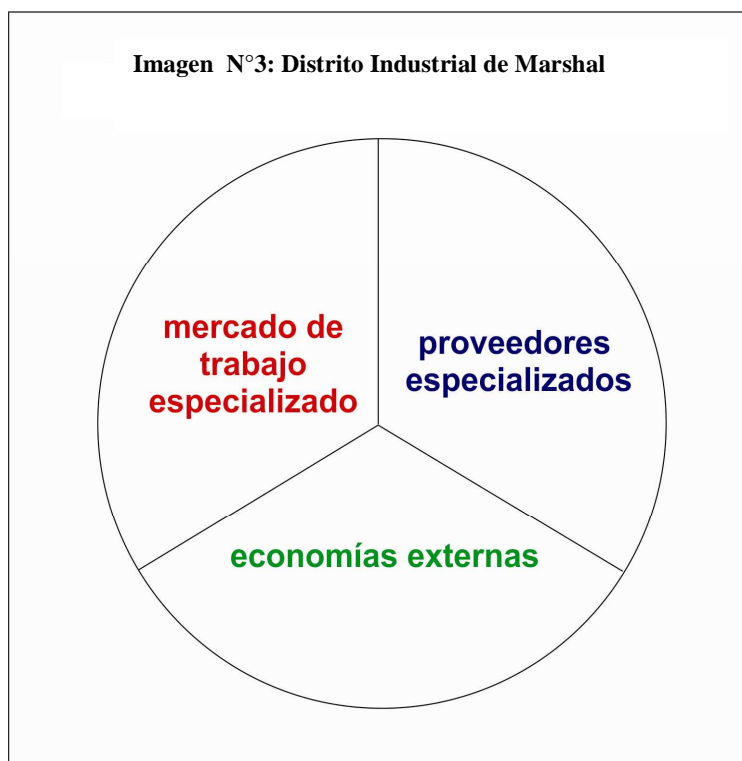 Imagen N°3: Distrito Industrial de Marshal
mercado de
trabajo
especializado
proveedores
especializados
economías externas